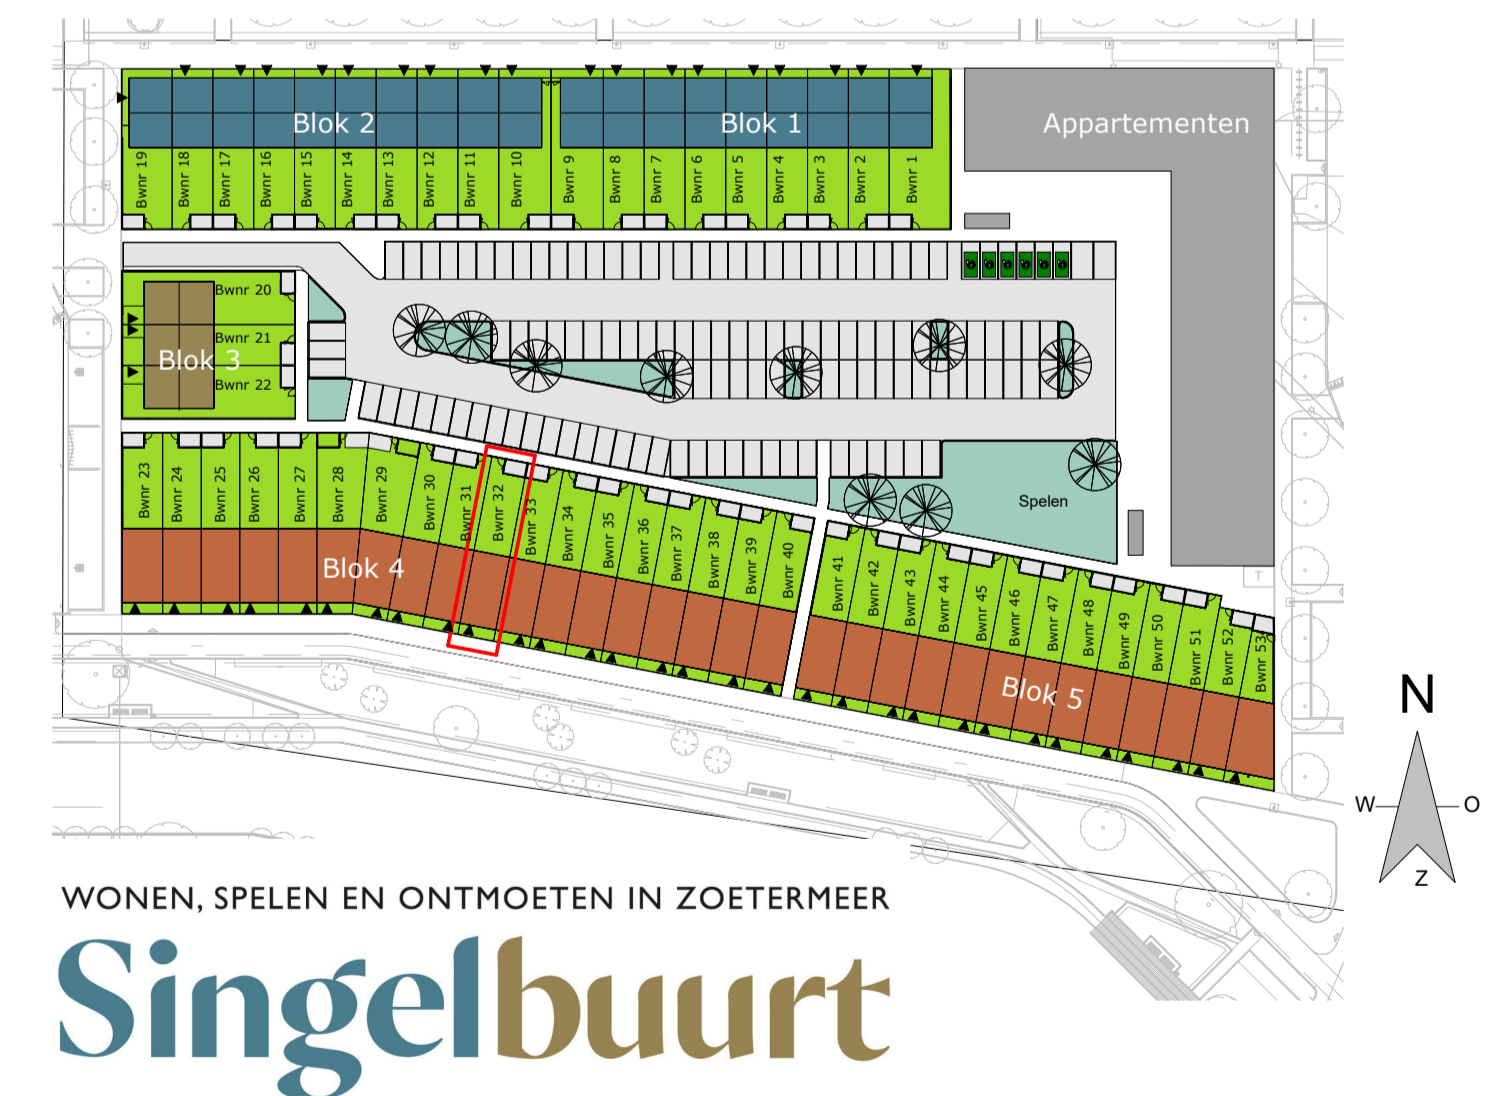 Blok 2
Blok 1
Appartementen
Bwnr 19
Bwnr 18
Bwnr 17
Bwnr 16
Bwnr 15
Bwnr 14
Bwnr 13
Bwnr 12
Bwnr 11
Bwnr 10
Bwnr 9
Bwnr 8
Bwnr 7
Bwnr 6
Bwnr 5
Bwnr 4
Bwnr 3
Bwnr 2
Bwnr 1
Bwnr 20
Bwnr 21
Blok 3
Bwnr 22
Bwnr 23
Bwnr 24
Bwnr 25
Bwnr 26
Bwnr 27
Bwnr 28
Bwnr 29
Bwnr 30
Bwnr 31
Bwnr 32
Bwnr 33
Bwnr 34
Bwnr 35
Bwnr 36
Bwnr 37
Bwnr 38
Bwnr 39
Bwnr 40
Spelen
Blok 4
Bwnr 41
Bwnr 42
Bwnr 43
Bwnr 44
Bwnr 45
Bwnr 46
Bwnr 47
Bwnr 48
Bwnr 49
Bwnr 50
Bwnr 51
Bwnr 52
Bwnr 53
T
Blok 5
N
W
O
Z
WONEN, SPELEN EN ONTMOETEN IN ZOETERMEER
Singelbuurt